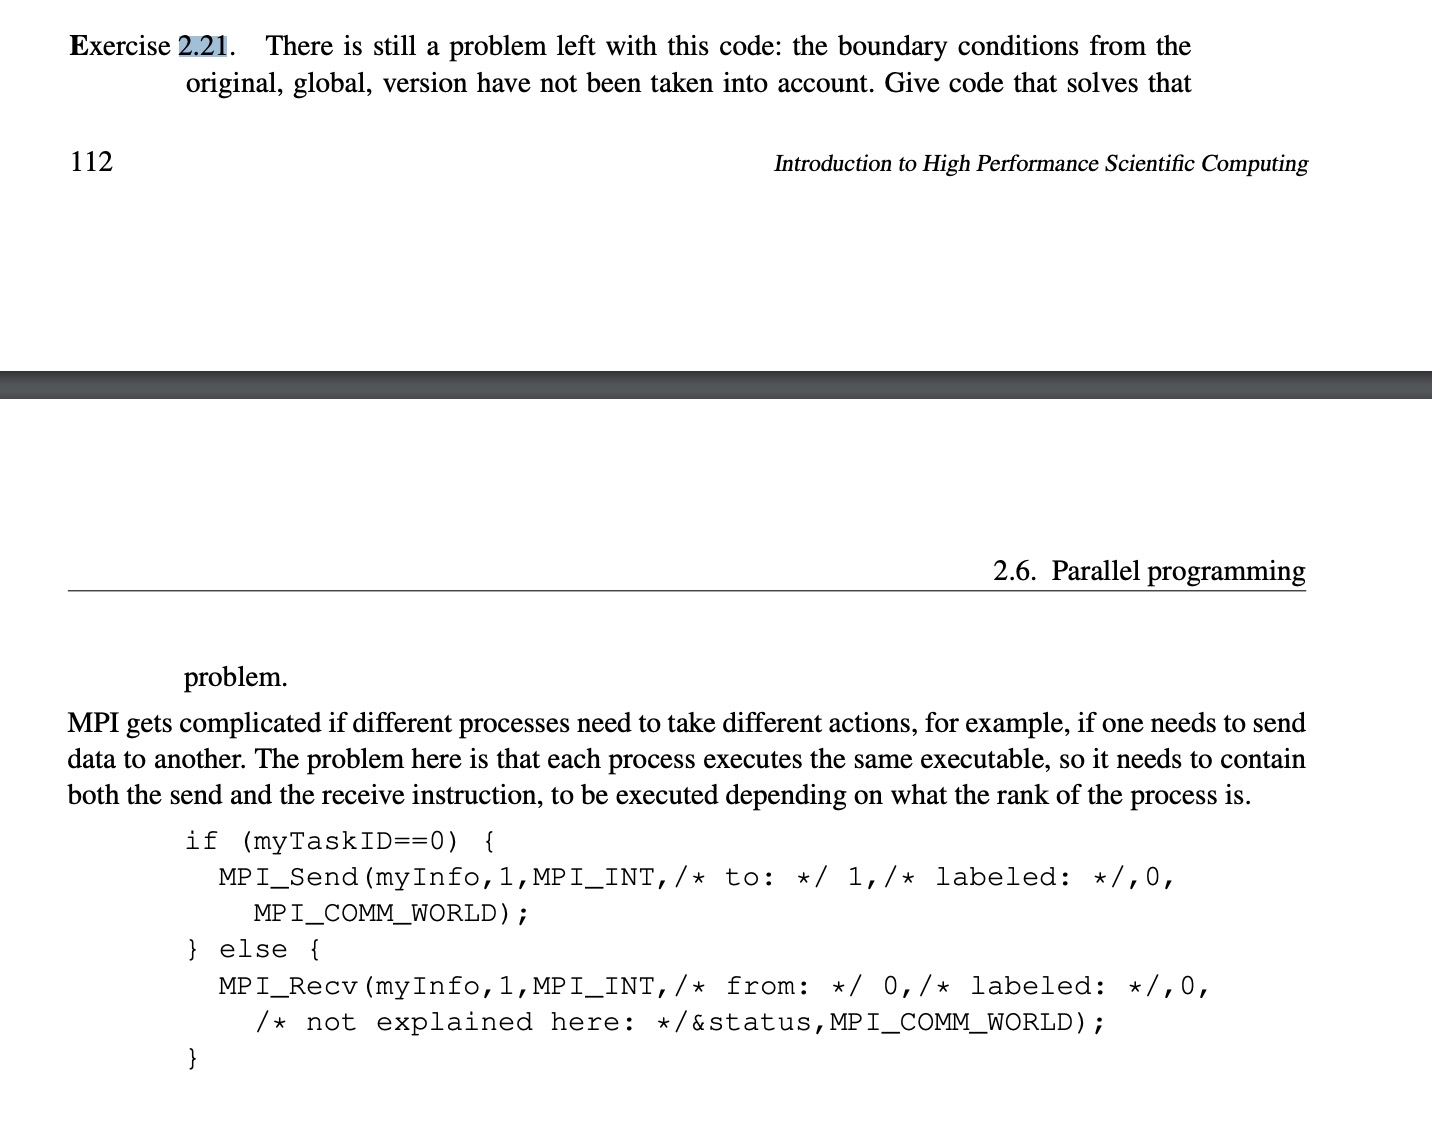 Exercise 2.21. There is still a problem left with this code: the boundary conditions from the
original, global, version have not been taken into account. Give code that solves that
112 Introduction to High Performance Scientific Computing
2.6. Parallel programming
problem.
MPI gets complicated if different processes need to take different actions, for example, if one needs to send
data to another. The problem here is that each process executes the same executable, so it needs to contain
both the send and the receive instruction, to be executed depending on what the rank of the process is.
if (myTaskID==0) {
  MPI_Send(myInfo,1,MPI_INT,/* to: */ 1,/* labeled: */,0,
    MPI_COMM_WORLD);
} else {
  MPI_Recv(myInfo,1,MPI_INT,/* from: */ 0,/* labeled: */,0,
    /* not explained here: */&status,MPI_COMM_WORLD);
}